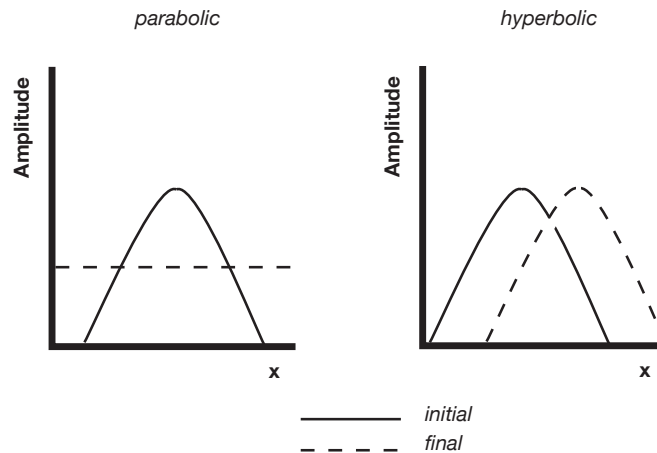 parabolic
hyperbolic
Amplitude
Amplitude
x
x
initial
final